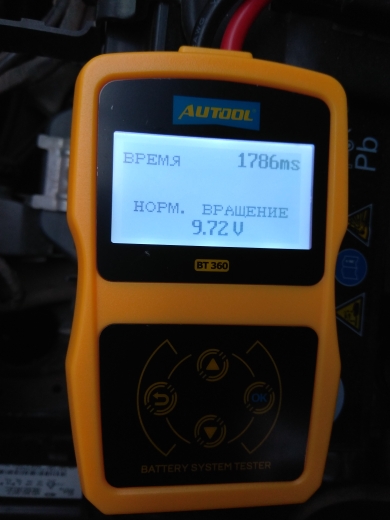 AUTOOL
ВРЕМЯ 1786ms
НОРМ. ВРАЩЕНИЕ
9.72 V
BT 360
OK
BATTERY SYSTEM TESTER
Pb